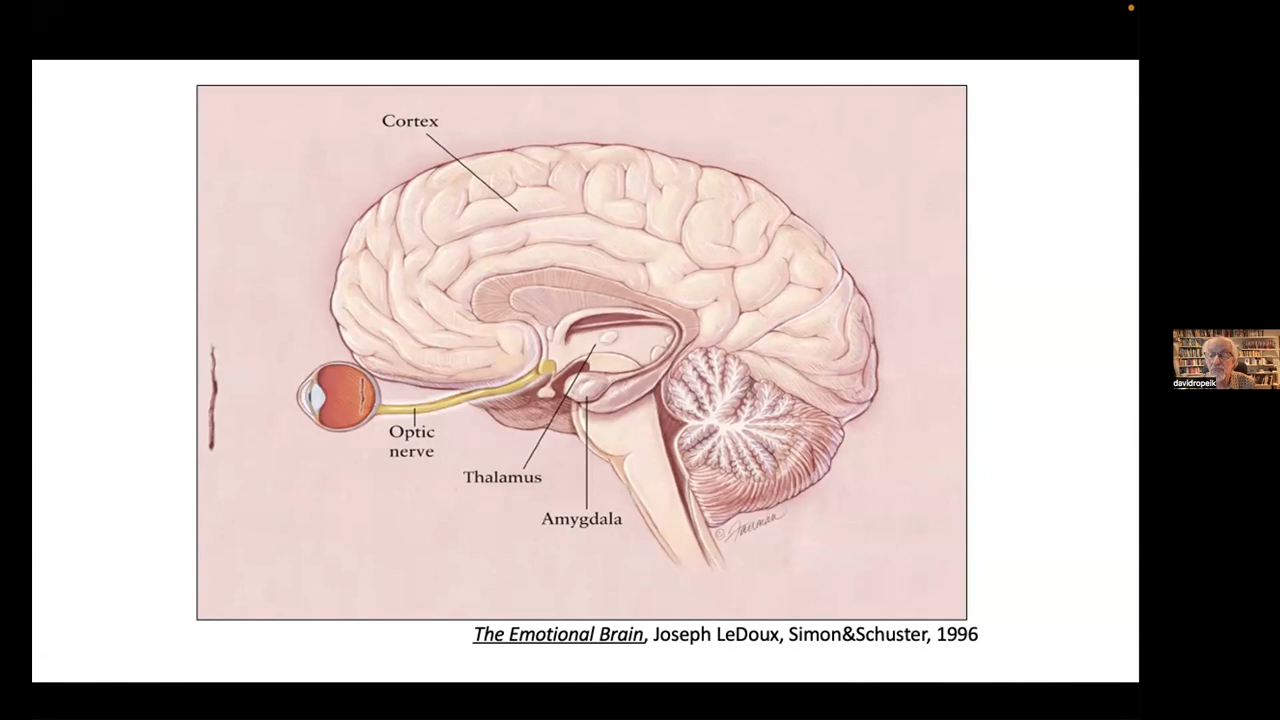 Cortex
Optic
nerve
Thalamus
Amygdala
The Emotional Brain, Joseph LeDoux, Simon&Schuster, 1996
davidropeik